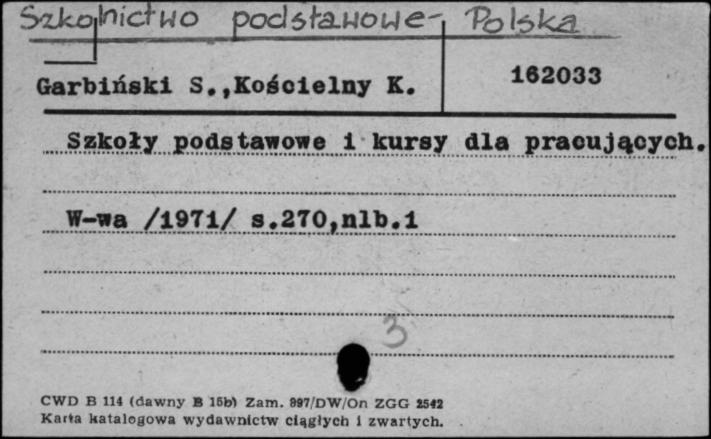 Szkolnictwo podstawowe - Polska
Garbiński S.,Kościelny K.
162033
Szkoły podstawowe i kursy dla pracujących.
W-wa /1971/ s.270,nlb.1
3
CWD B 114 (dawny B 15b) Zam. 997/DW/On ZGG 2542
Karta katalogowa wydawnictw ciągłych i zwartych.